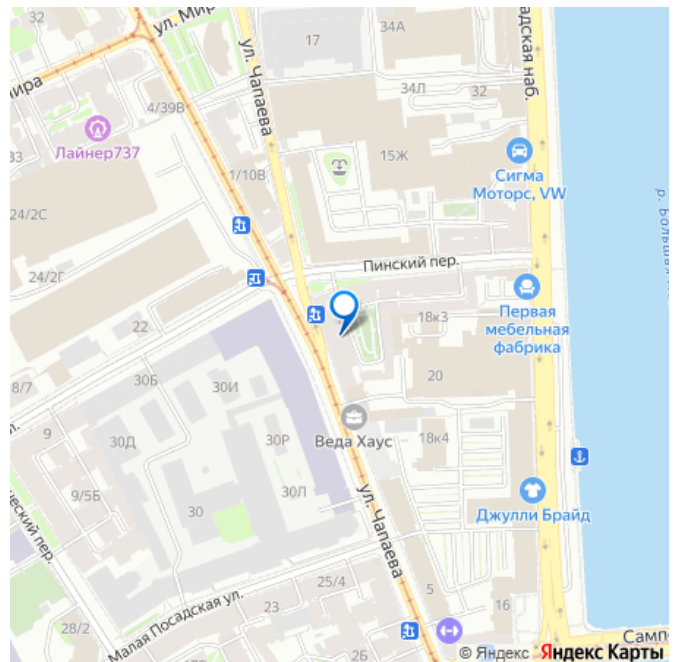 32
ул. Мира
34А
17
ира
ул. Чапаева
адская наб.
34Л
32
4/39В
Лайнер737
33
15Ж
1/10В
Сигма
Моторс, VW
24/2С
р. Большая
Пинский пер.
24/2Г
22
18к3
Первая
мебельная
фабрика
20
8/7
30Б
30И
9
30Д
30Р
Веда Хаус
18к4
9/5Б
30Л
30
ул. Чапаева
Джулли Брайд
еский пер.
25/4
5
23
16
28/2
Малая Посадская ул.
2Б
Сампс
© Яндекс Яндекс Карты